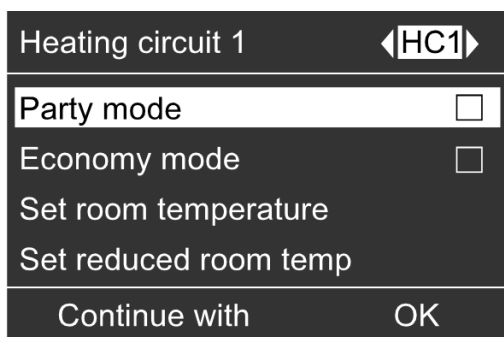 Heating circuit 1 HC1
Party mode
Economy mode
Set room temperature
Set reduced room temp
Continue with OK